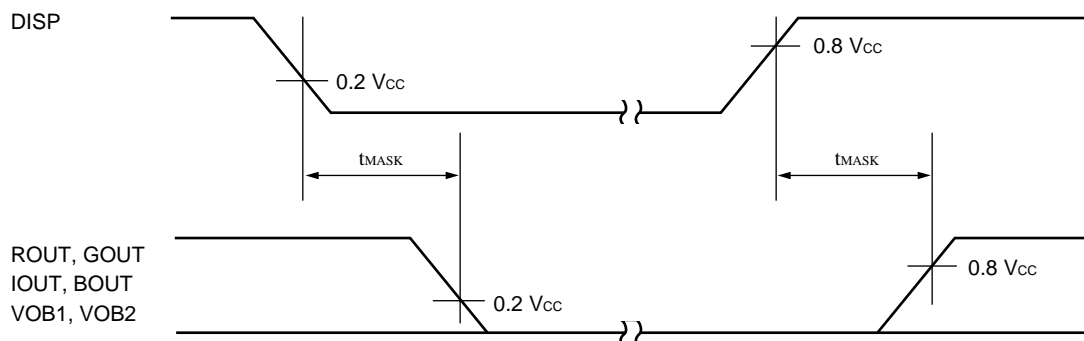 DISP
0.2 VCC
0.8 VCC
tMASK
tMASK
ROUT, GOUT
IOUT, BOUT
VOB1, VOB2
0.2 VCC
0.8 VCC